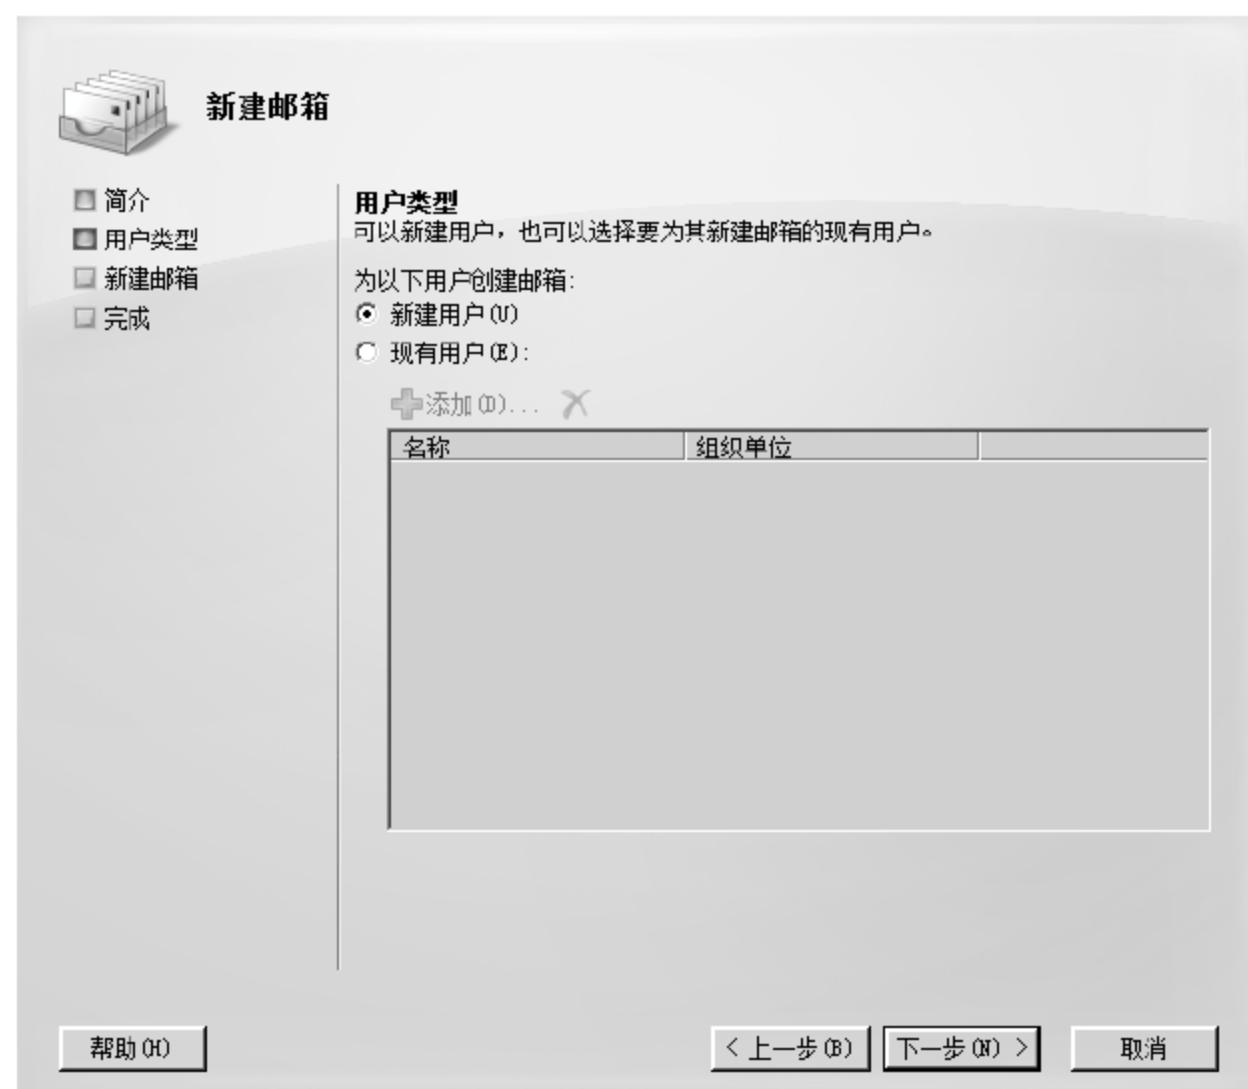 新建邮箱
简介
用户类型
新建邮箱
完成
用户类型
可以新建用户，也可以选择要为其新建邮箱的现有用户。
为以下用户创建邮箱:
新建用户(U)
现有用户(E):
添加(D)...
名称 组织单位
帮助(H) < 上一步(B) 下一步(N) > 取消